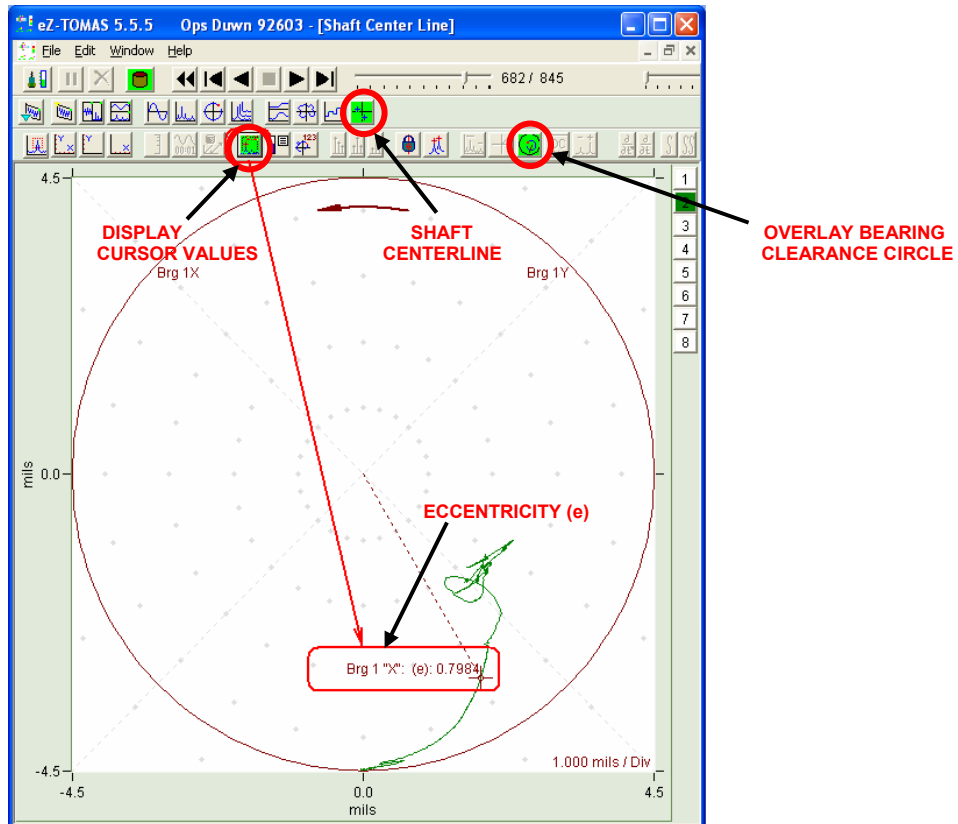 eZ-TOMAS 5.5.5 Ops Duwn 92603 - [Shaft Center Line]
File Edit Window Help
682 / 845
4.5
DISPLAY
CURSOR VALUES
SHAFT
CENTERLINE
OVERLAY BEARING
CLEARANCE CIRCLE
Brg 1X
Brg 1Y
1
2
3
4
5
6
7
8
mils
0.0
ECCENTRICITY (e)
Brg 1 "X": (e): 0.7984
1.000 mils / Div
-4.5
-4.5
0.0
4.5
mils